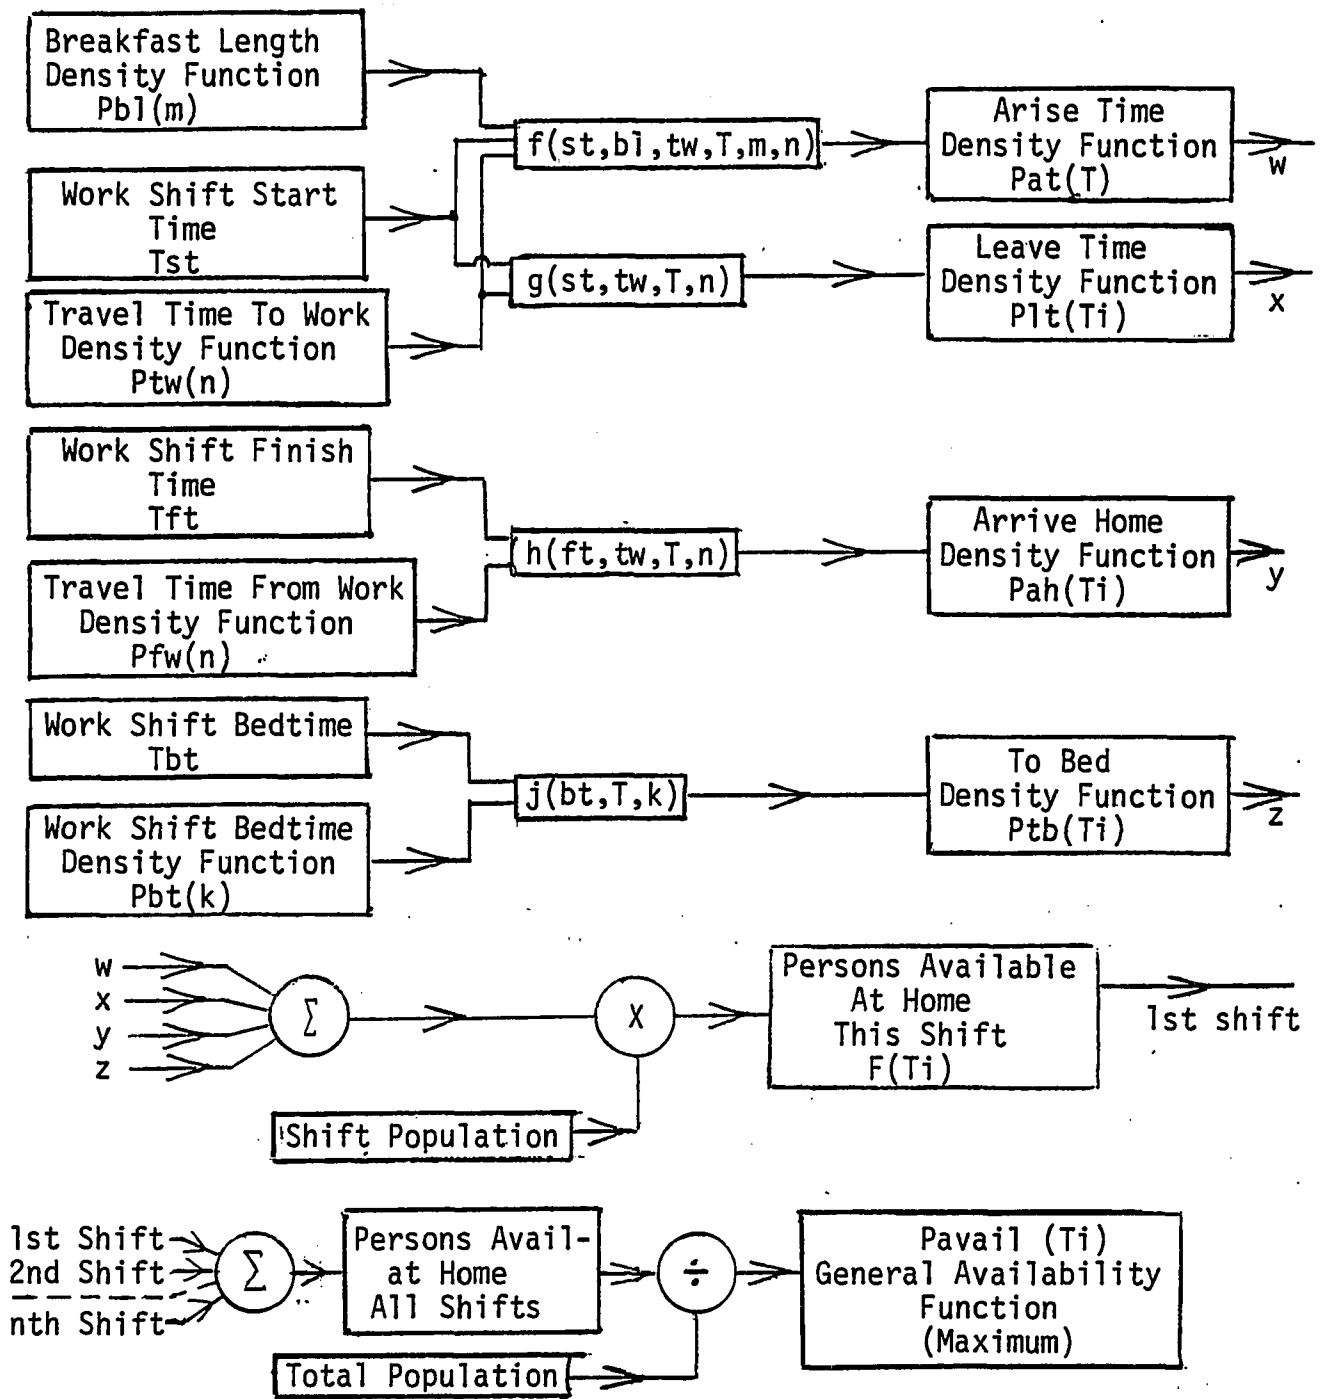 Breakfast Length
Density Function
Pbl(m)
Work Shift Start
Time
Tst
Travel Time To Work
Density Function
Ptw(n)
f(st,bl,tw,T,m,n)
g(st,tw,T,n)
Arise Time
Density Function
Pat(T)
w
Leave Time
Density Function
Plt(Ti)
x
Work Shift Finish
Time
Tft
Travel Time From Work
Density Function
Pfw(n)
h(ft,tw,T,n)
Arrive Home
Density Function
Pah(Ti)
y
Work Shift Bedtime
Tbt
Work Shift Bedtime
Density Function
Pbt(k)
j(bt,T,k)
To Bed
Density Function
Ptb(Ti)
z
w
x
y
z
Σ
X
Persons Available
At Home
This Shift
F(Ti)
1st shift
Shift Population
1st Shift
2nd Shift
nth Shift
Σ
Persons Avail-
at Home
All Shifts
÷
Pavail (Ti)
General Availability
Function
(Maximum)
Total Population